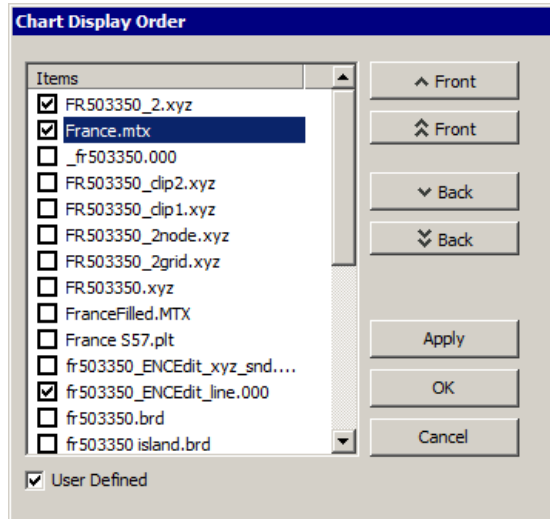 Chart Display Order
Items
FR503350_2.xyz
France.mtx
_fr503350.000
FR503350_clip2.xyz
FR503350_clip1.xyz
FR503350_2node.xyz
FR503350_2grid.xyz
FR503350.xyz
FranceFilled.MTX
France S57.plt
fr503350_ENCEdit_xyz_snd....
fr503350_ENCEdit_line.000
fr503350.brd
fr503350 island.brd
User Defined
Front
Front
Back
Back
Apply
OK
Cancel